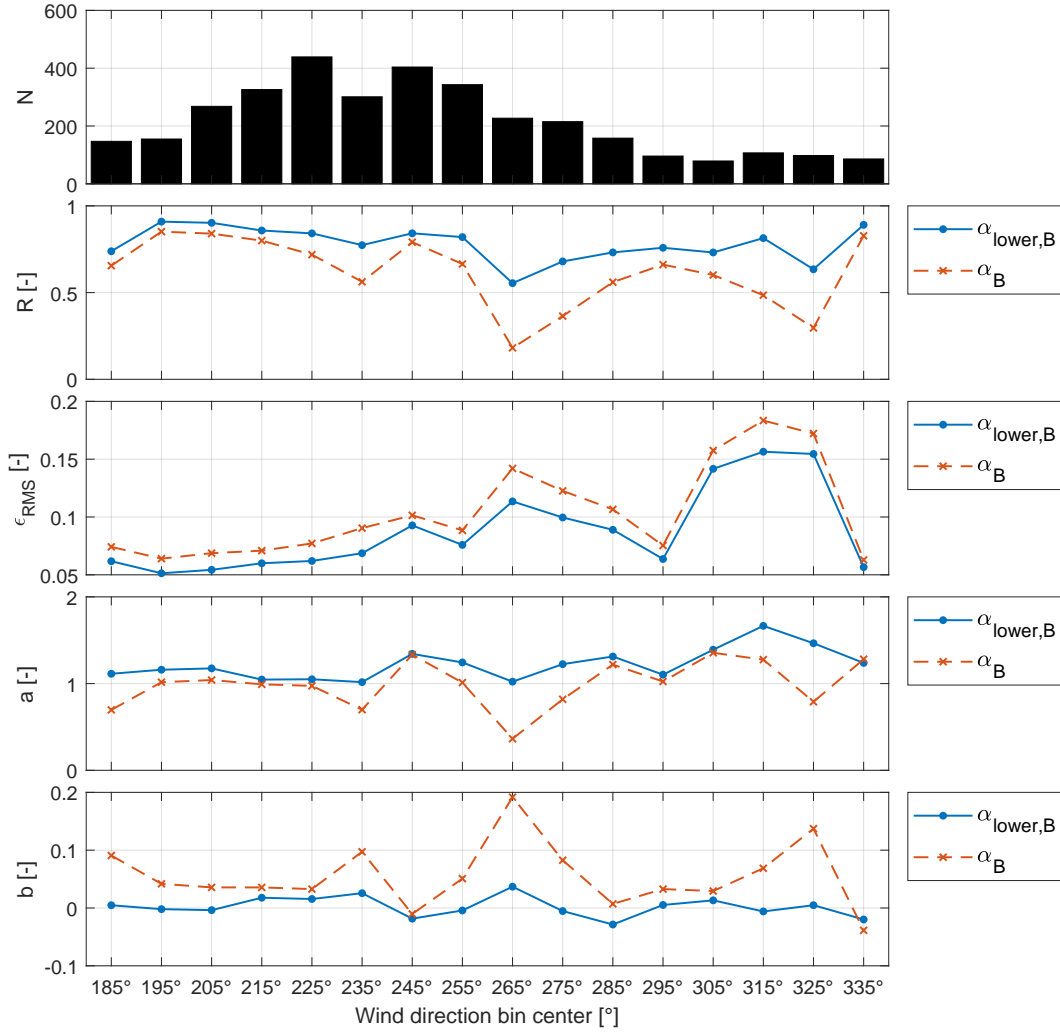 600
400
200
0
N
1
0.5
0
R [-]
α_lower,B
α_B
0.2
0.15
0.1
0.05
ϵ_RMS [-]
α_lower,B
α_B
2
1
0
a [-]
α_lower,B
α_B
0.2
0.1
0
-0.1
b [-]
α_lower,B
α_B
185° 195° 205° 215° 225° 235° 245° 255° 265° 275° 285° 295° 305° 315° 325° 335°
Wind direction bin center [°]